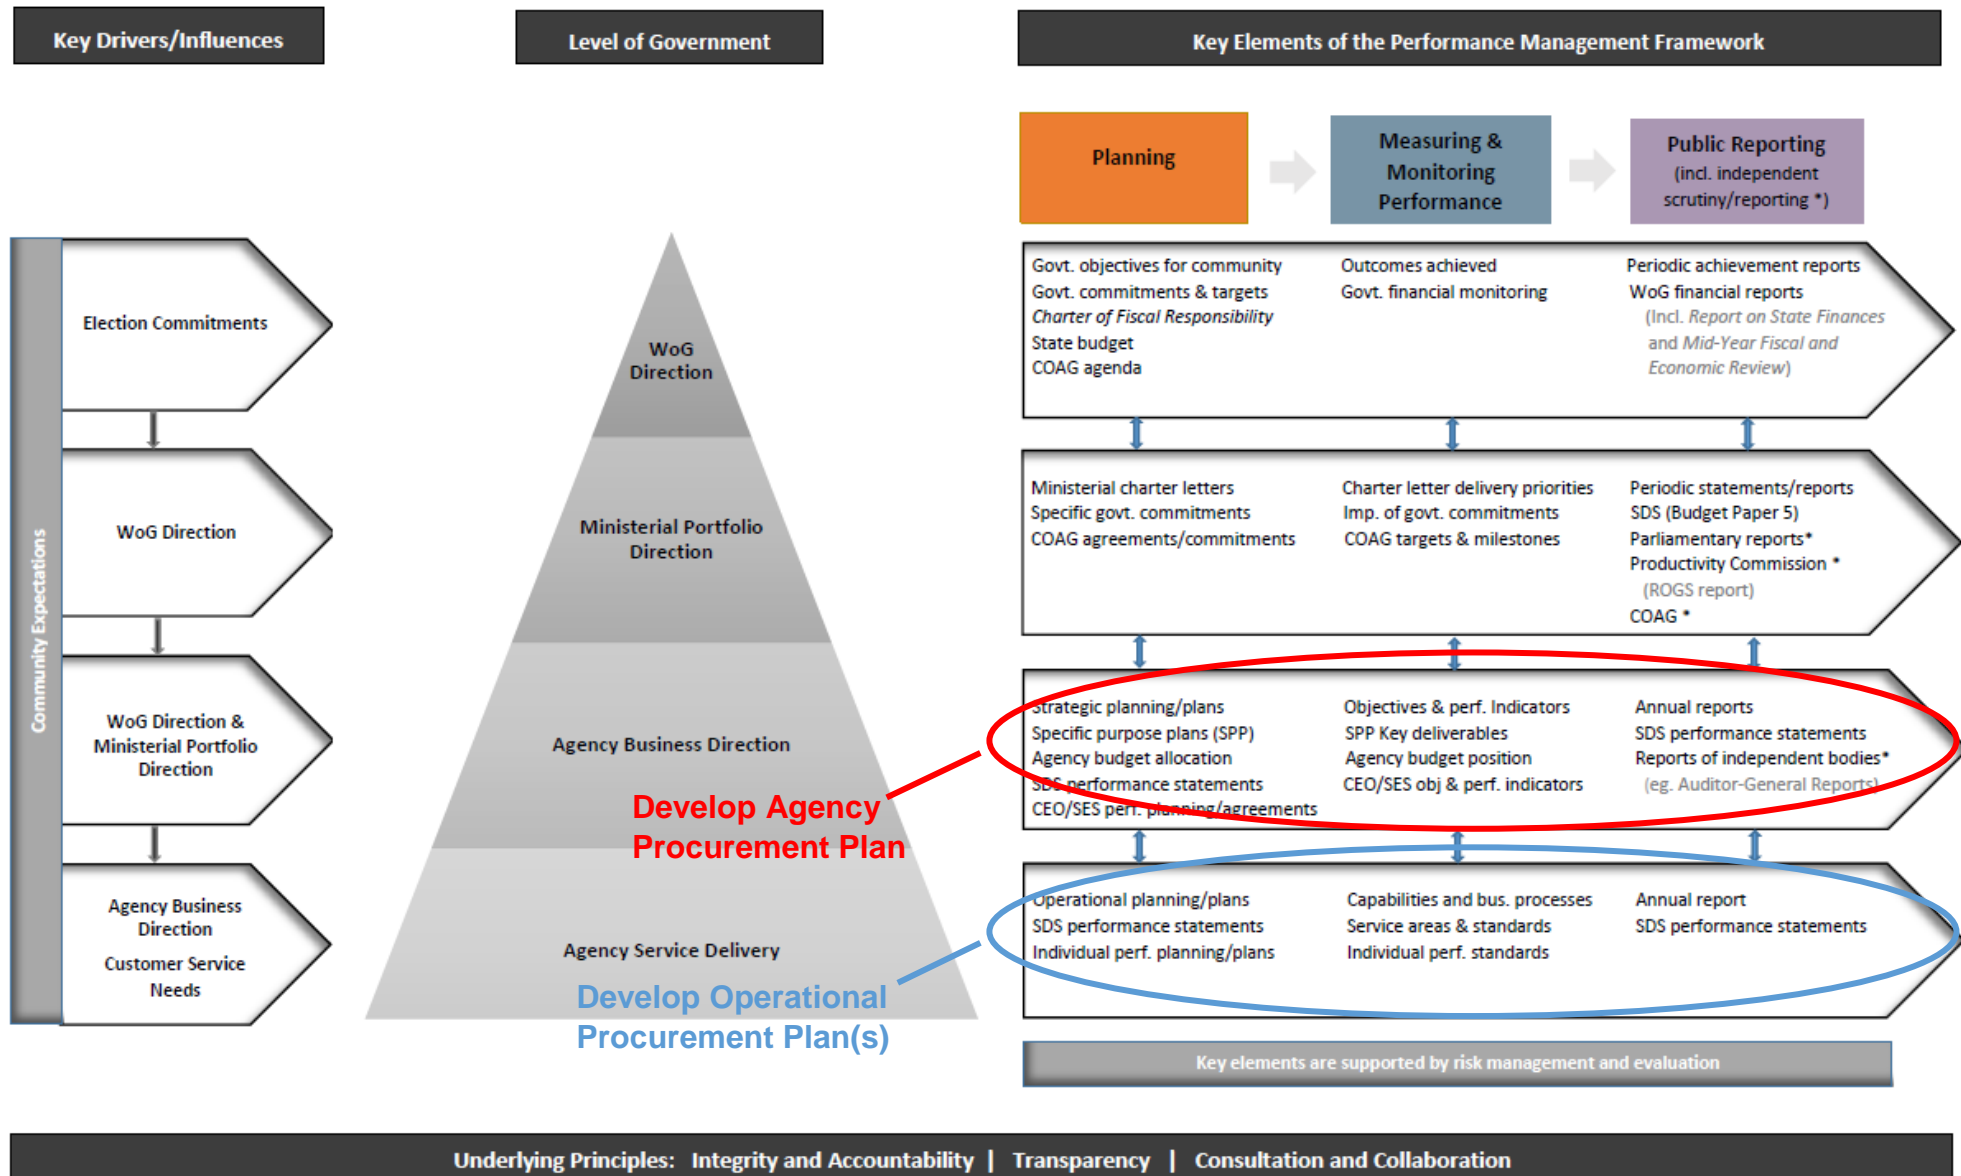 Key Drivers/Influences
Level of Government
Key Elements of the Performance Management Framework
Planning
Measuring &
Monitoring
Performance
Public Reporting
(incl. independent
scrutiny/reporting *)
Community Expectations
Election Commitments
WoG Direction
WoG Direction &
Ministerial Portfolio
Direction
Agency Business
Direction
Customer Service
Needs
WoG
Direction
Ministerial Portfolio
Direction
Agency Business Direction
Develop Agency
Procurement Plan
Agency Service Delivery
Develop Operational
Procurement Plan(s)
Govt. objectives for community
Govt. commitments & targets
Charter of Fiscal Responsibility
State budget
COAG agenda
Outcomes achieved
Govt. financial monitoring
Periodic achievement reports
WoG financial reports
(Incl. Report on State Finances
and Mid-Year Fiscal and
Economic Review)
Ministerial charter letters
Specific govt. commitments
COAG agreements/commitments
Charter letter delivery priorities
Imp. of govt. commitments
COAG targets & milestones
Periodic statements/reports
SDS (Budget Paper 5)
Parliamentary reports*
Productivity Commission *
(ROGS report)
COAG *
Strategic planning/plans
Specific purpose plans (SPP)
Agency budget allocation
SDS performance statements
CEO/SES perf. planning/agreements
Objectives & perf. Indicators
SPP Key deliverables
Agency budget position
CEO/SES obj & perf. indicators
Annual reports
SDS performance statements
Reports of independent bodies*
(eg. Auditor-General Reports)
Operational planning/plans
SDS performance statements
Individual perf. planning/plans
Capabilities and bus. processes
Service areas & standards
Individual perf. standards
Annual report
SDS performance statements
Key elements are supported by risk management and evaluation
Underlying Principles: Integrity and Accountability | Transparency | Consultation and Collaboration